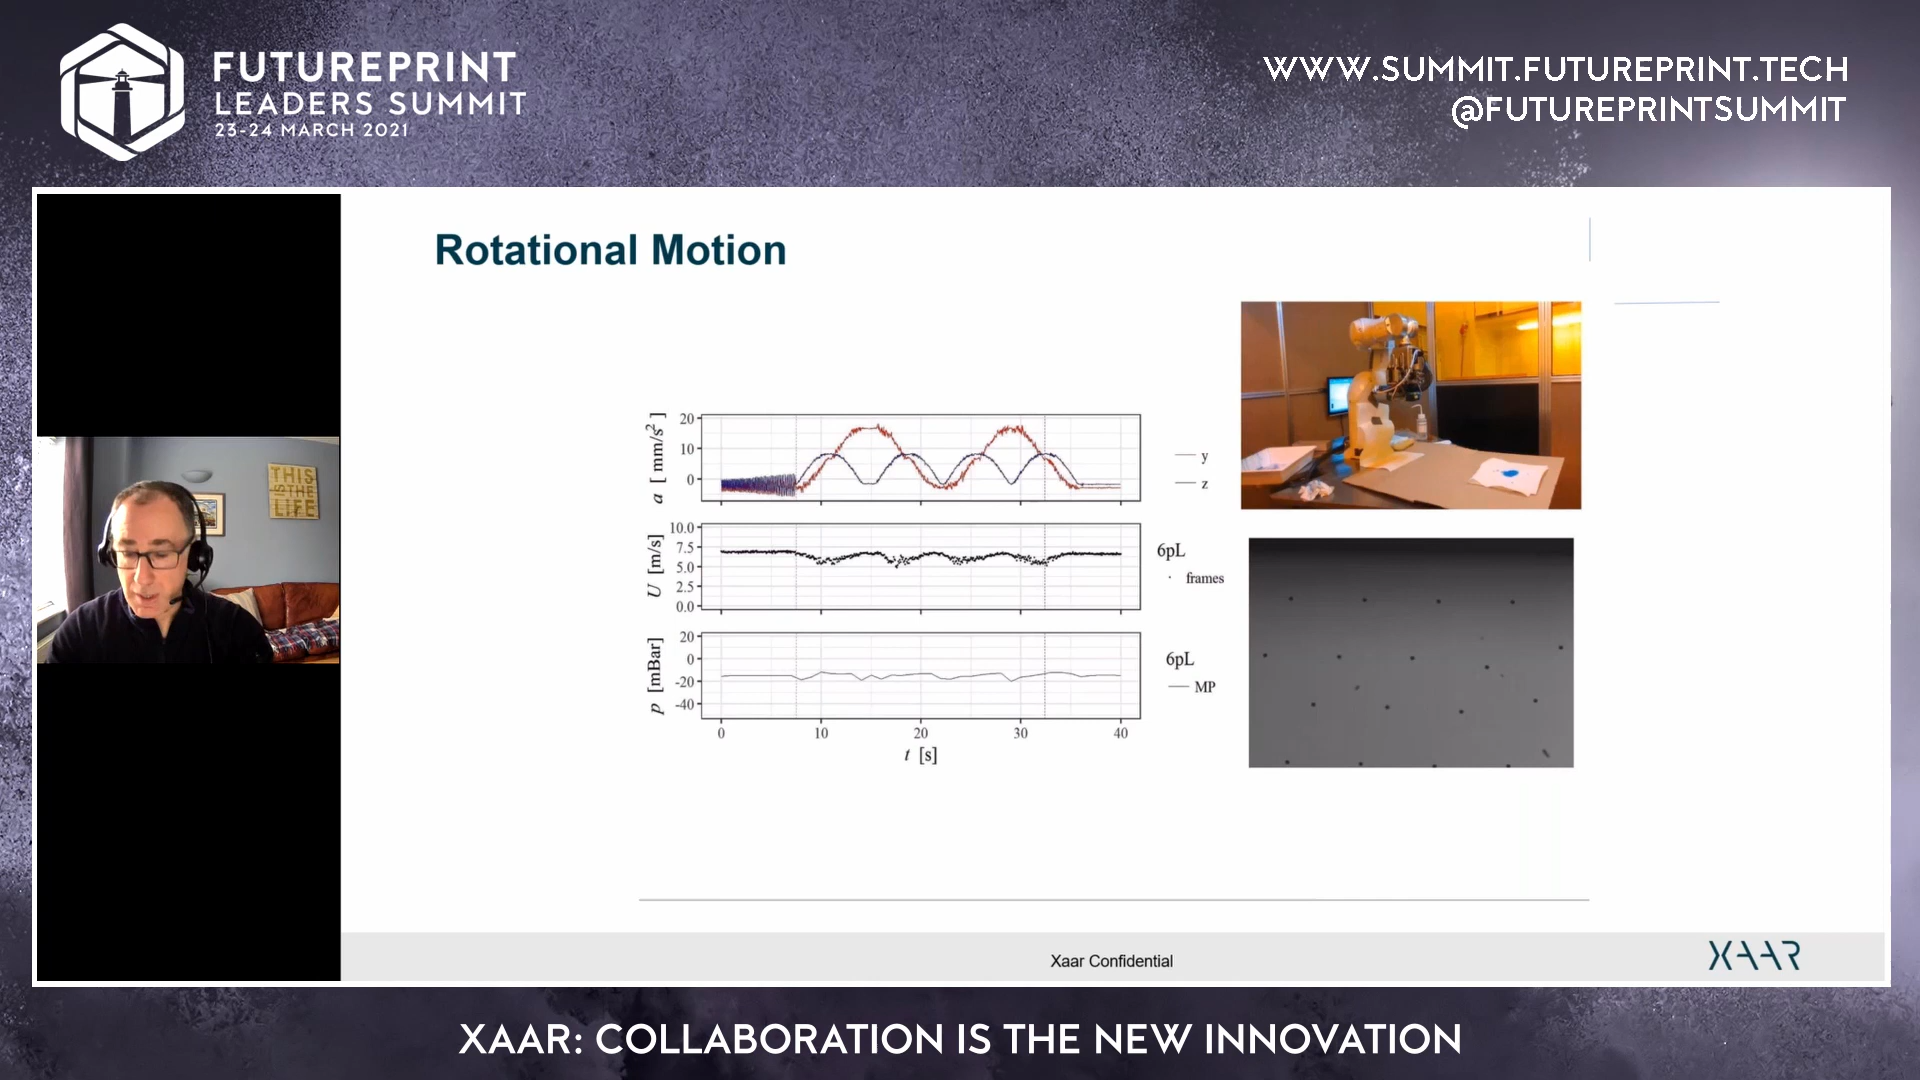 FUTUREPRINT
LEADERS SUMMIT
23-24 MARCH 2021
WWW.SUMMIT.FUTUREPRINT.TECH
@FUTUREPRINTSUMMIT
Rotational Motion
THIS
IS THE
LIFE
a [ mm/s² ]
20
10
0
y
z
U [m/s]
10.0
7.5
5.0
2.5
0.0
6pL
frames
p [mBar]
20
0
-20
-40
6pL
MP
0 10 20 30 40
t [s]
Xaar Confidential
XAAR
XAAR: COLLABORATION IS THE NEW INNOVATION